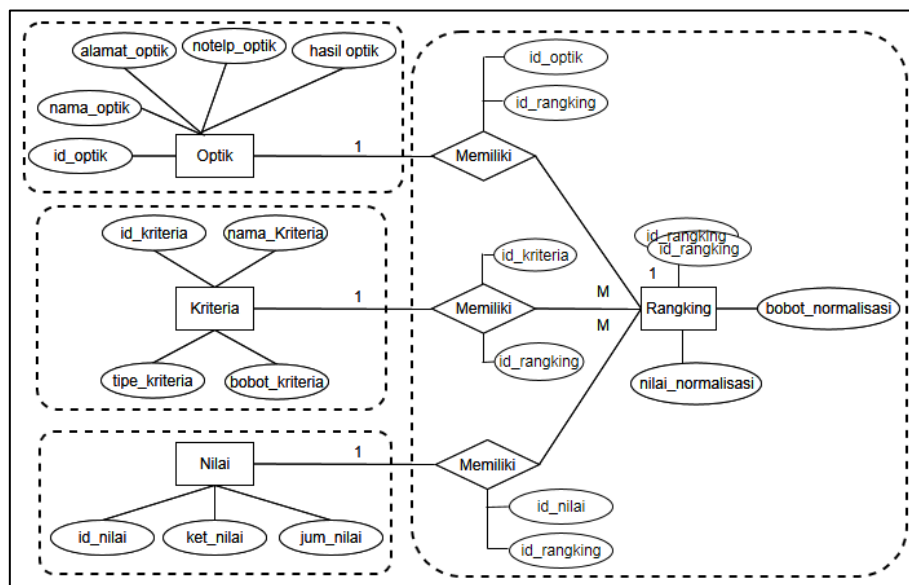 alamat_optik
notelp_optik
hasil optik
nama_optik
id_optik
Optik
1
Memiliki
id_optik
id_rangking
id_kriteria
nama_Kriteria
Kriteria
1
tipe_kriteria
bobot_kriteria
id_kriteria
Memiliki
M
M
id_rangking
id_rangking
id_rangking
1
Rangking
bobot_normalisasi
nilai_normalisasi
Nilai
1
Memiliki
id_nilai
ket_nilai
jum_nilai
id_nilai
id_rangking